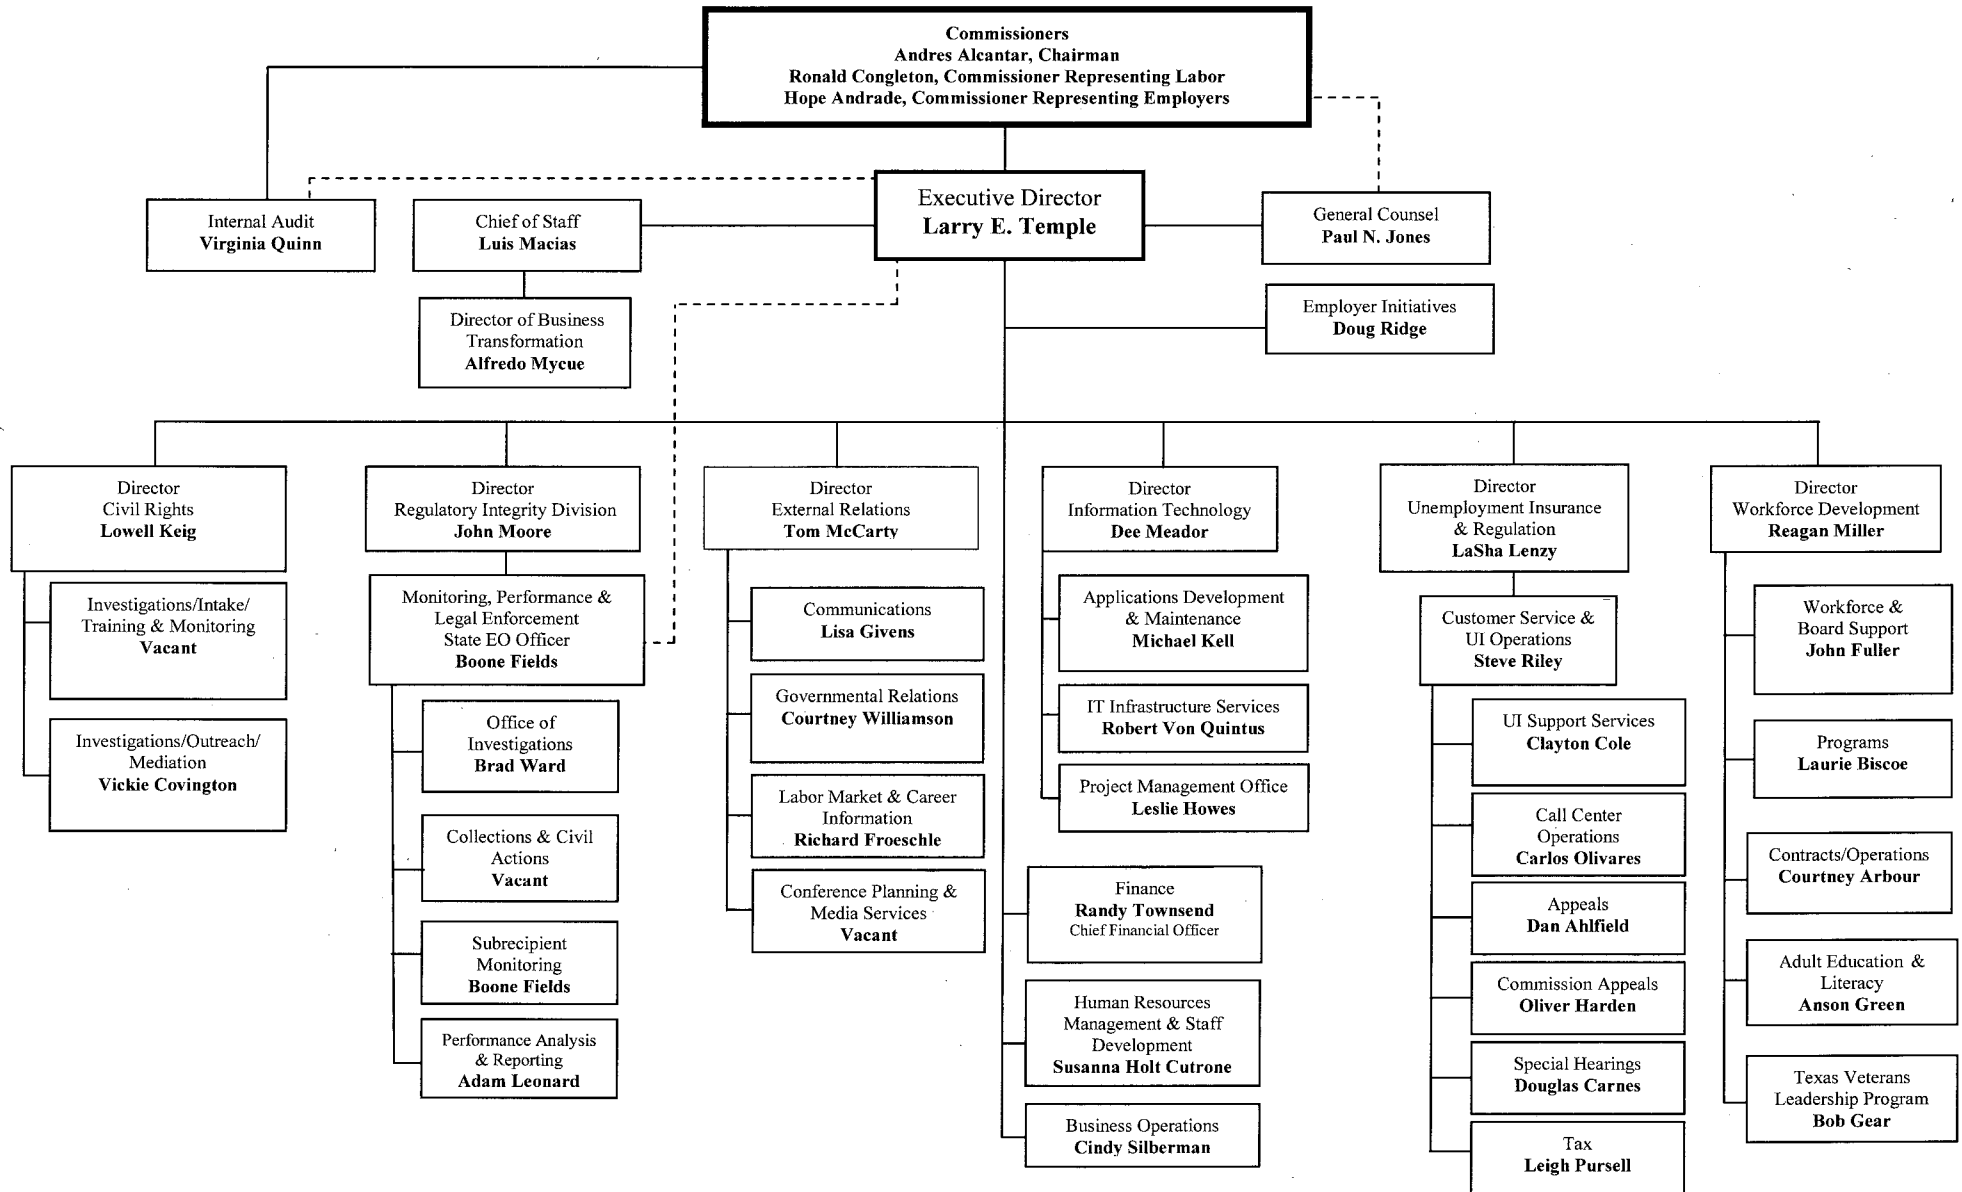 Commissioners
Andres Alcantar, Chairman
Ronald Congleton, Commissioner Representing Labor
Hope Andrade, Commissioner Representing Employers
Executive Director
Larry E. Temple
Internal Audit
Virginia Quinn
Chief of Staff
Luis Macias
General Counsel
Paul N. Jones
Director of Business
Transformation
Alfredo Mycue
Employer Initiatives
Doug Ridge
Director
Civil Rights
Lowell Keig
Investigations/Intake/
Training & Monitoring
Vacant
Investigations/Outreach/
Mediation
Vickie Covington
Director
Regulatory Integrity Division
John Moore
Monitoring, Performance &
Legal Enforcement
State EO Officer
Boone Fields
Office of
Investigations
Brad Ward
Collections & Civil
Actions
Vacant
Subrecipient
Monitoring
Boone Fields
Performance Analysis
& Reporting
Adam Leonard
Director
External Relations
Tom McCarty
Communications
Lisa Givens
Governmental Relations
Courtney Williamson
Labor Market & Career
Information
Richard Froeschle
Conference Planning &
Media Services
Vacant
Director
Information Technology
Dee Meador
Applications Development
& Maintenance
Michael Kell
IT Infrastructure Services
Robert Von Quintus
Project Management Office
Leslie Howes
Finance
Randy Townsend
Chief Financial Officer
Human Resources
Management & Staff
Development
Susanna Holt Cutrone
Business Operations
Cindy Silberman
Director
Unemployment Insurance
& Regulation
LaSha Lenzy
Customer Service &
UI Operations
Steve Riley
UI Support Services
Clayton Cole
Call Center
Operations
Carlos Olivares
Appeals
Dan Ahlfield
Commission Appeals
Oliver Harden
Special Hearings
Douglas Carnes
Tax
Leigh Pursell
Director
Workforce Development
Reagan Miller
Workforce &
Board Support
John Fuller
Programs
Laurie Biscoe
Contracts/Operations
Courtney Arbour
Adult Education &
Literacy
Anson Green
Texas Veterans
Leadership Program
Bob Gear